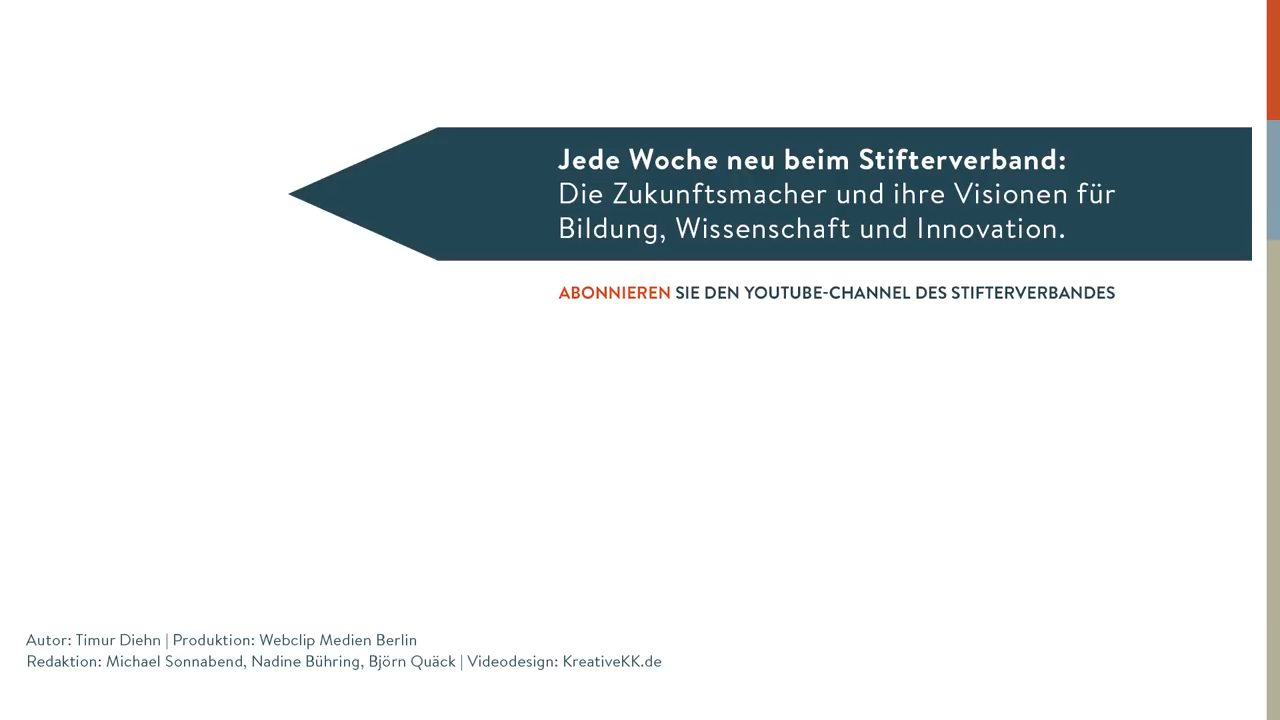 Jede Woche neu beim Stifterverband:
Die Zukunftsmacher und ihre Visionen für
Bildung, Wissenschaft und Innovation.
ABONNIEREN SIE DEN YOUTUBE-CHANNEL DES STIFTERVERBANDES
Autor: Timur Diehn | Produktion: Webclip Medien Berlin
Redaktion: Michael Sonnabend, Nadine Bühring, Björn Quäck | Videodesign: KreativeKK.de